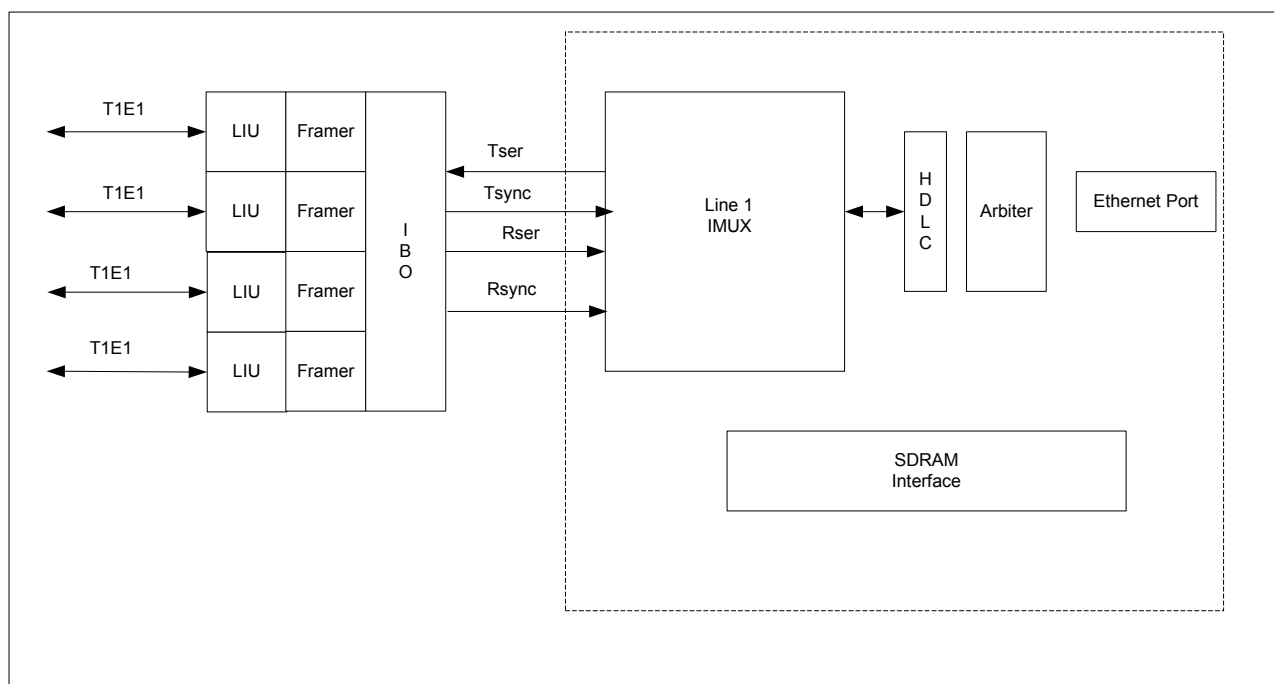 T1E1
LIU
Framer
T1E1
LIU
Framer
T1E1
LIU
Framer
T1E1
LIU
Framer
I
B
O
Tser
Tsync
Rser
Rsync
Line 1
IMUX
H
D
L
C
Arbiter
Ethernet Port
SDRAM
Interface